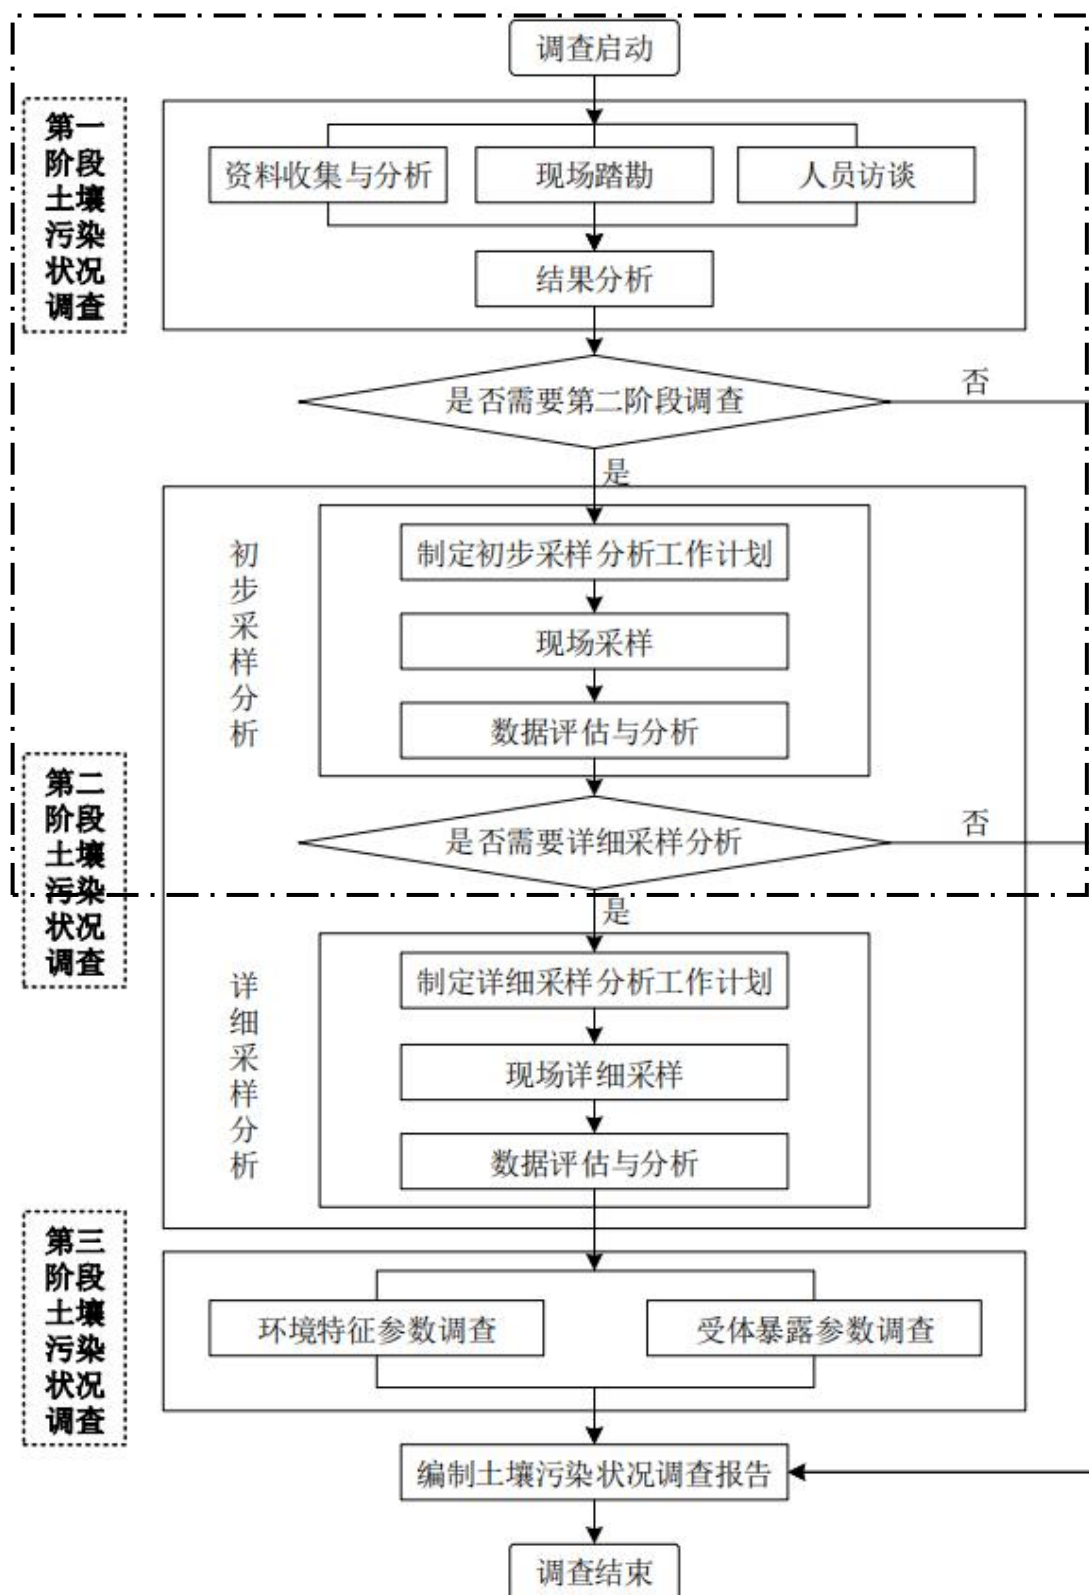 调查启动
第一
阶段
土壤
污染
状况
调查
资料收集与分析
现场踏勘
人员访谈
结果分析
是否需要第二阶段调查
否
是
初
步
采
样
分
析
制定初步采样分析工作计划
现场采样
数据评估与分析
第二
阶段
土壤
污染
状况
调查
是否需要详细采样分析
否
是
详
细
采
样
分
析
制定详细采样分析工作计划
现场详细采样
数据评估与分析
第三
阶段
土壤
污染
状况
调查
环境特征参数调查
受体暴露参数调查
编制土壤污染状况调查报告
调查结束